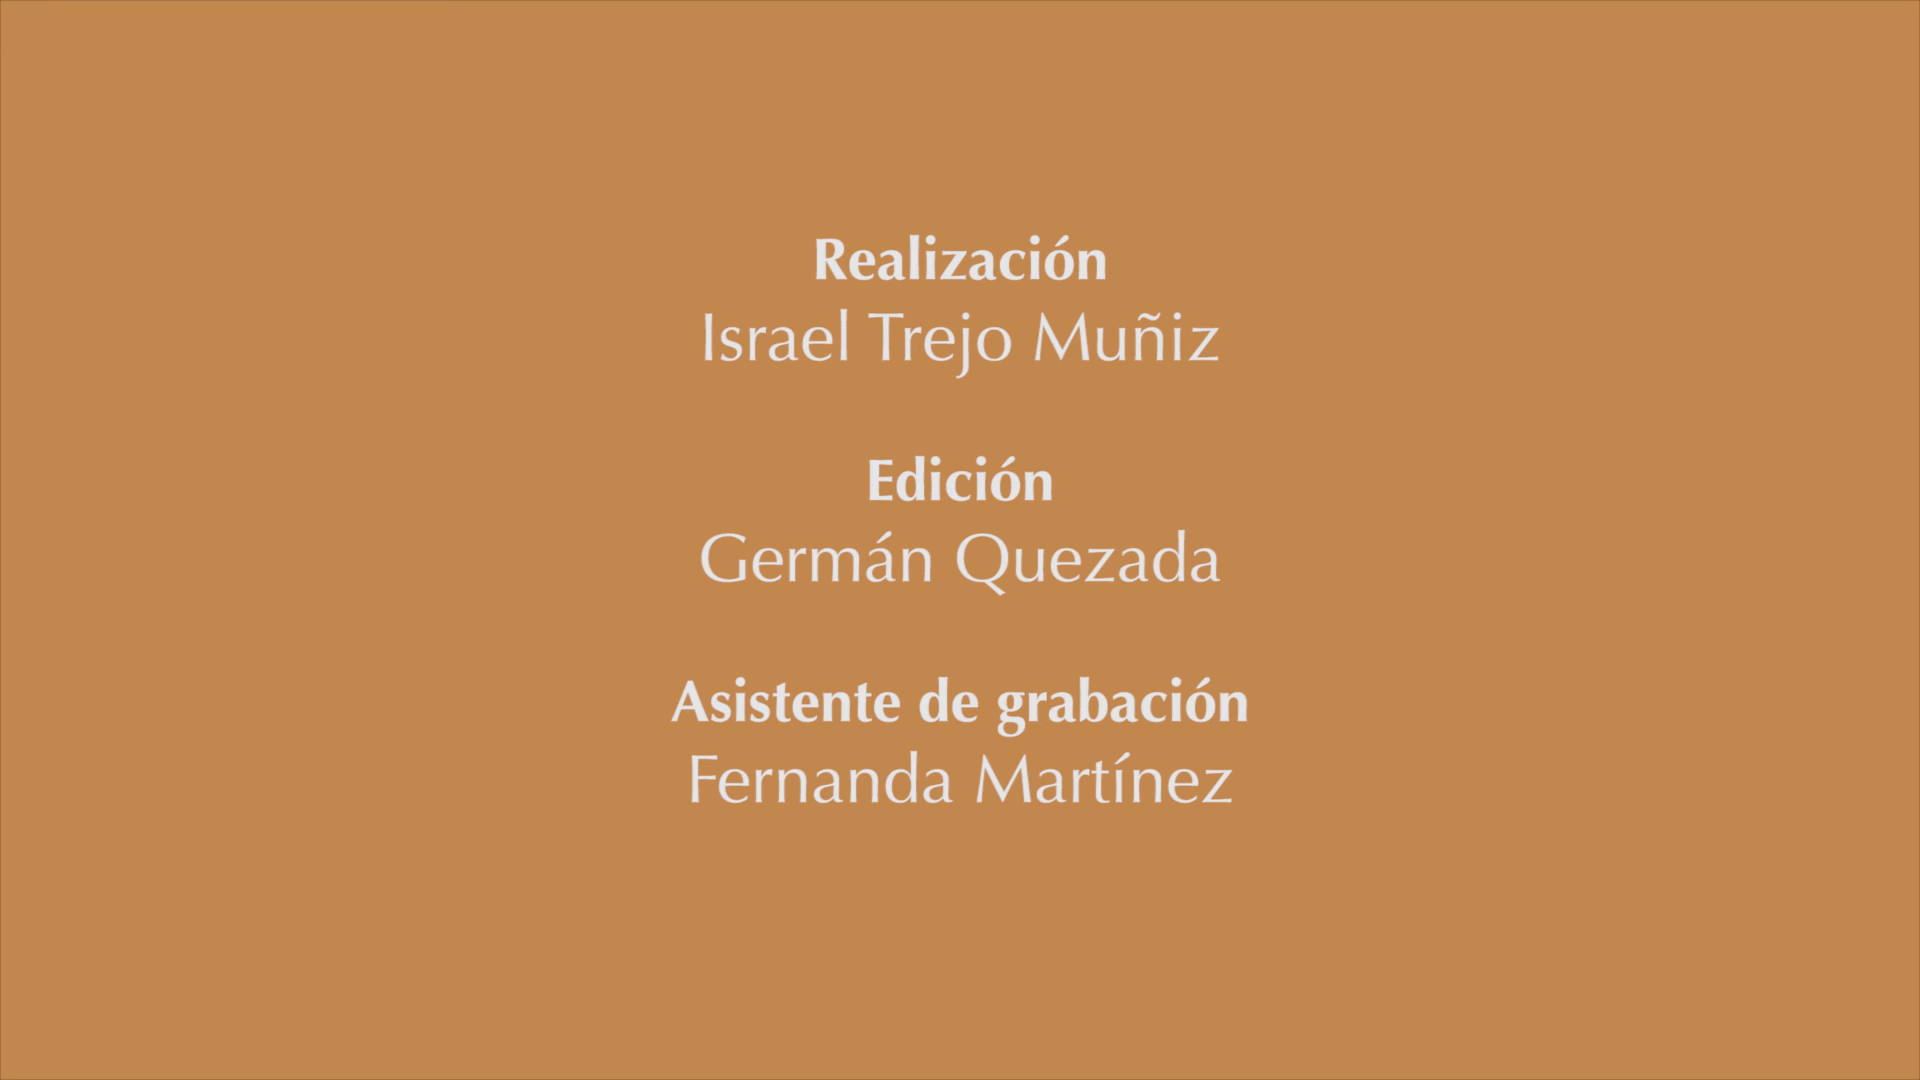 Realización
Israel Trejo Muñiz
Edición
Germán Quezada
Asistente de grabación
Fernanda Martínez